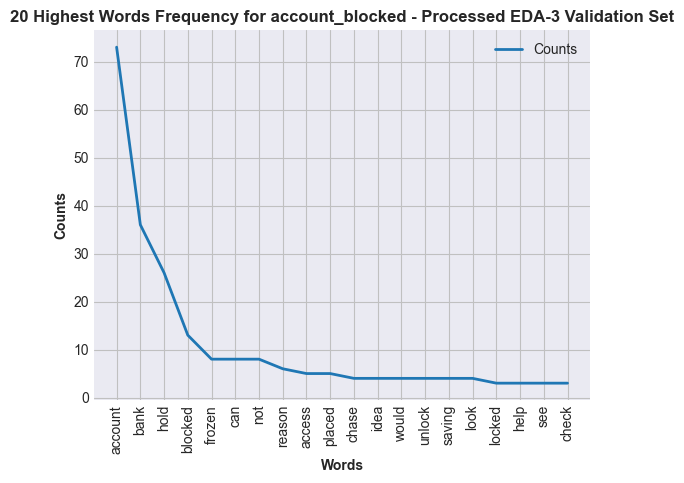 20 Highest Words Frequency for account_blocked - Processed EDA-3 Validation Set
Counts
70
60
50
40
30
20
10
0
Counts
account
bank
hold
blocked
frozen
can
not
reason
access
placed
chase
idea
would
unlock
saving
look
locked
help
see
check
Words